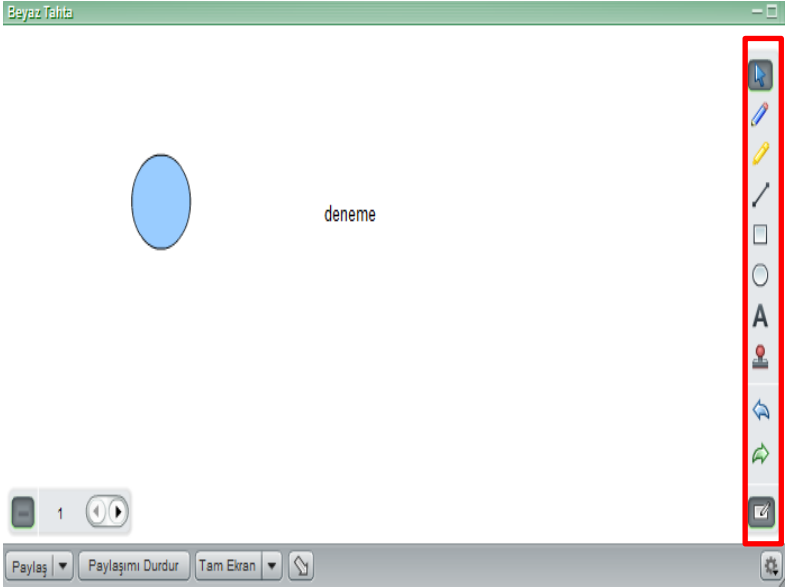 Beyaz Tahta
deneme
A
1
Paylaş
Paylaşımı Durdur
Tam Ekran